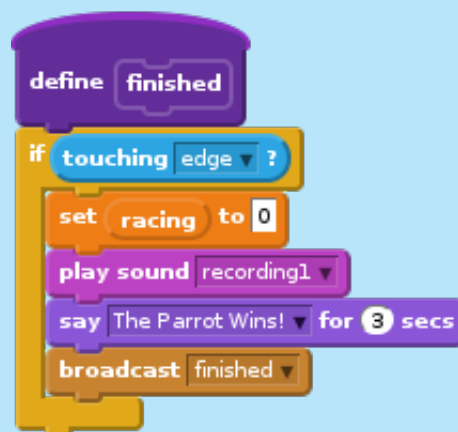 define finished
if touching edge ?
set racing to 0
play sound recording1
say The Parrot Wins! for 3 secs
broadcast finished